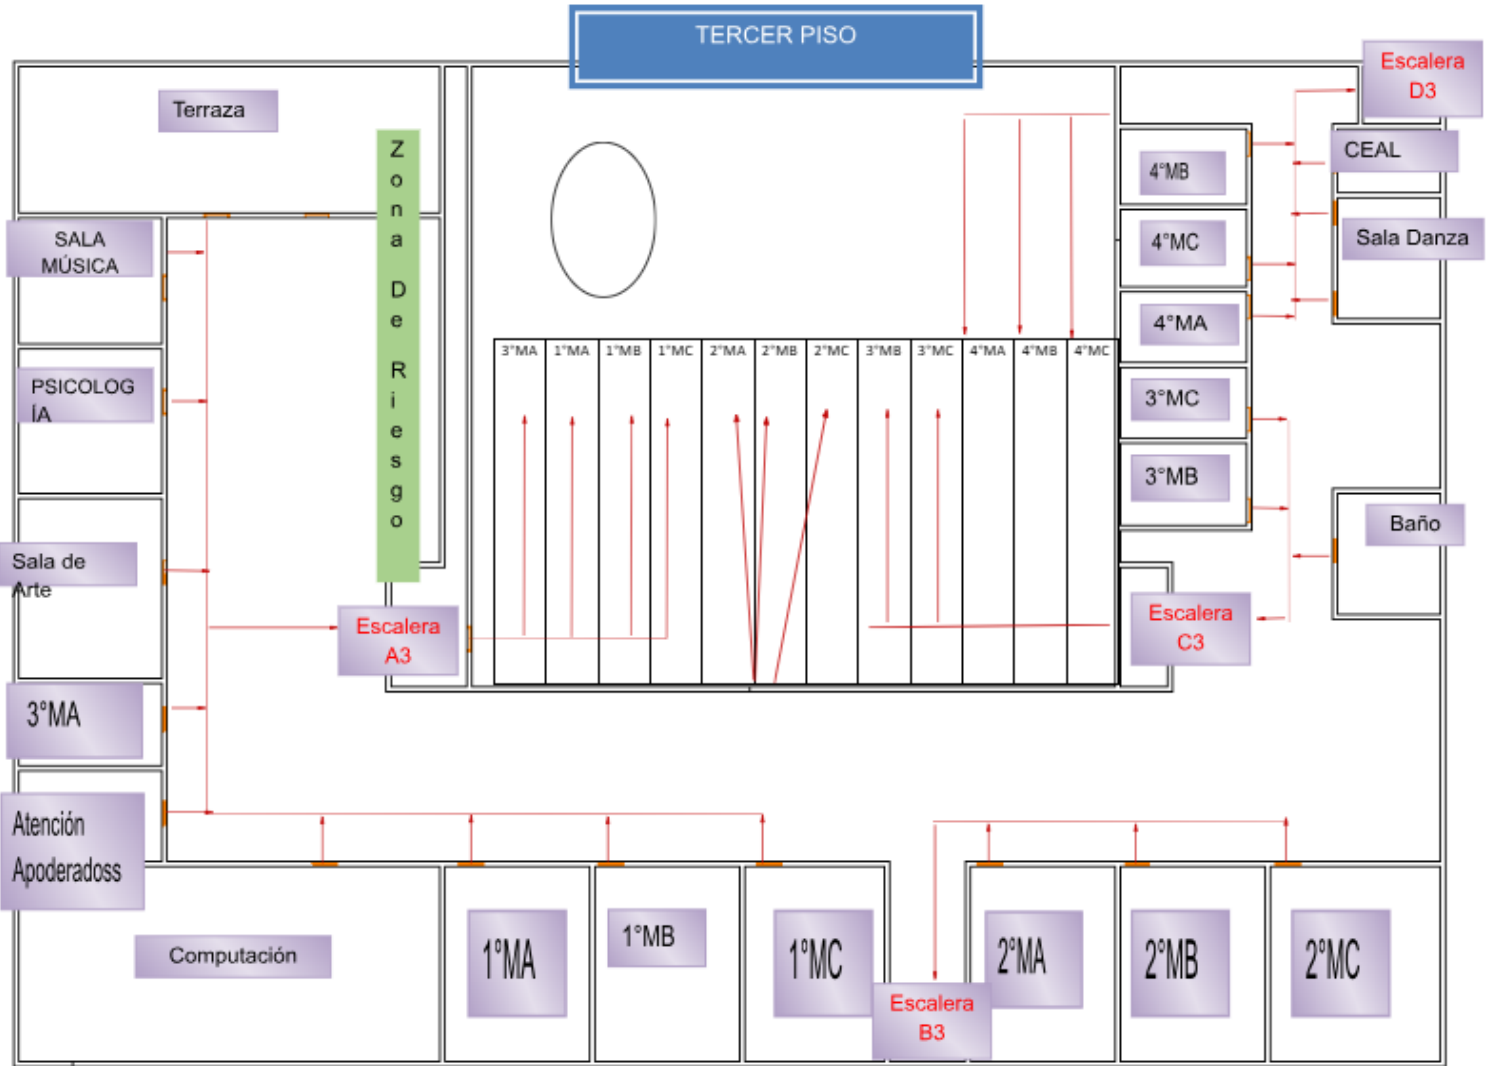 TERCER PISO
Escalera
D3
Terraza
Zona De Riesgo
CEAL
4°MB
SALA
MÚSICA
4°MC
Sala Danza
4°MA
3°MA 1°MA 1°MB 1°MC 2°MA 2°MB 2°MC 3°MB 3°MC 4°MA 4°MB 4°MC
PSICOLOG
ÍA
3°MC
3°MB
Baño
Sala de
Arte
Escalera
A3
Escalera
C3
3°MA
Atención
Apoderadoss
Computación
1°MA
1°MB
1°MC
2°MA
2°MB
2°MC
Escalera
B3